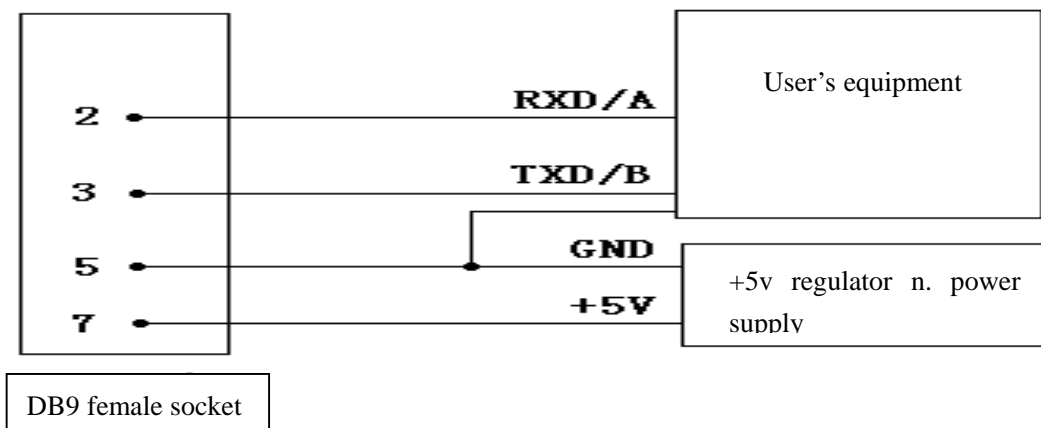 User’s equipment
RXD/A
2
TXD/B
3
GND
5
+5v regulator n. power
supply
+5V
7
DB9 female socket